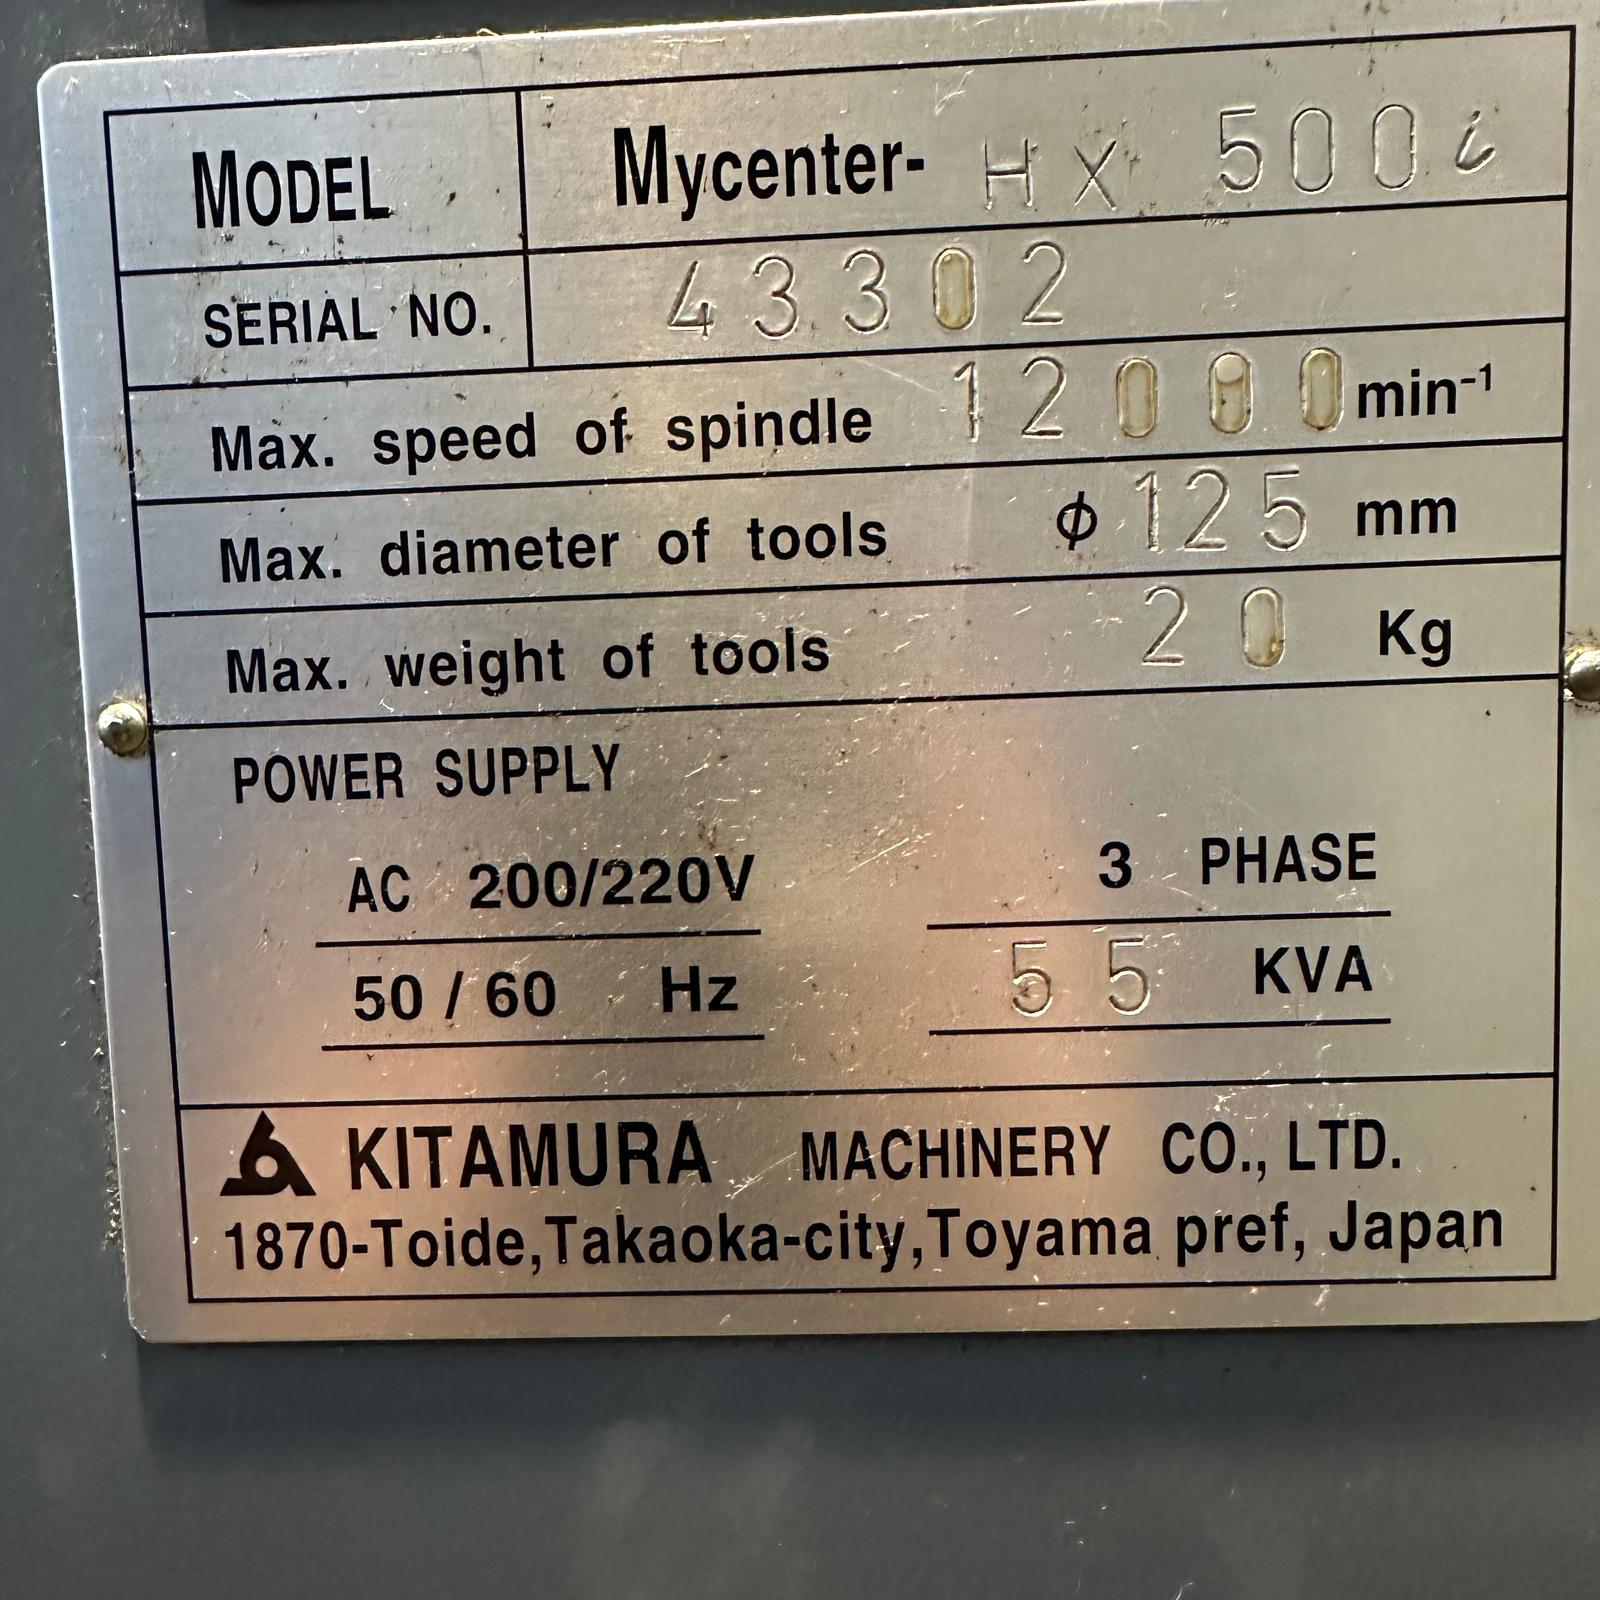 MODEL Mycenter- HX 500i
SERIAL NO. 43302
Max. speed of spindle 12000 min⁻¹
Max. diameter of tools ϕ 125 mm
Max. weight of tools 20 Kg
POWER SUPPLY
AC 200/220V 3 PHASE
50 / 60 Hz 55 KVA
KITAMURA MACHINERY CO., LTD.
1870-Toide,Takaoka-city,Toyama pref, Japan